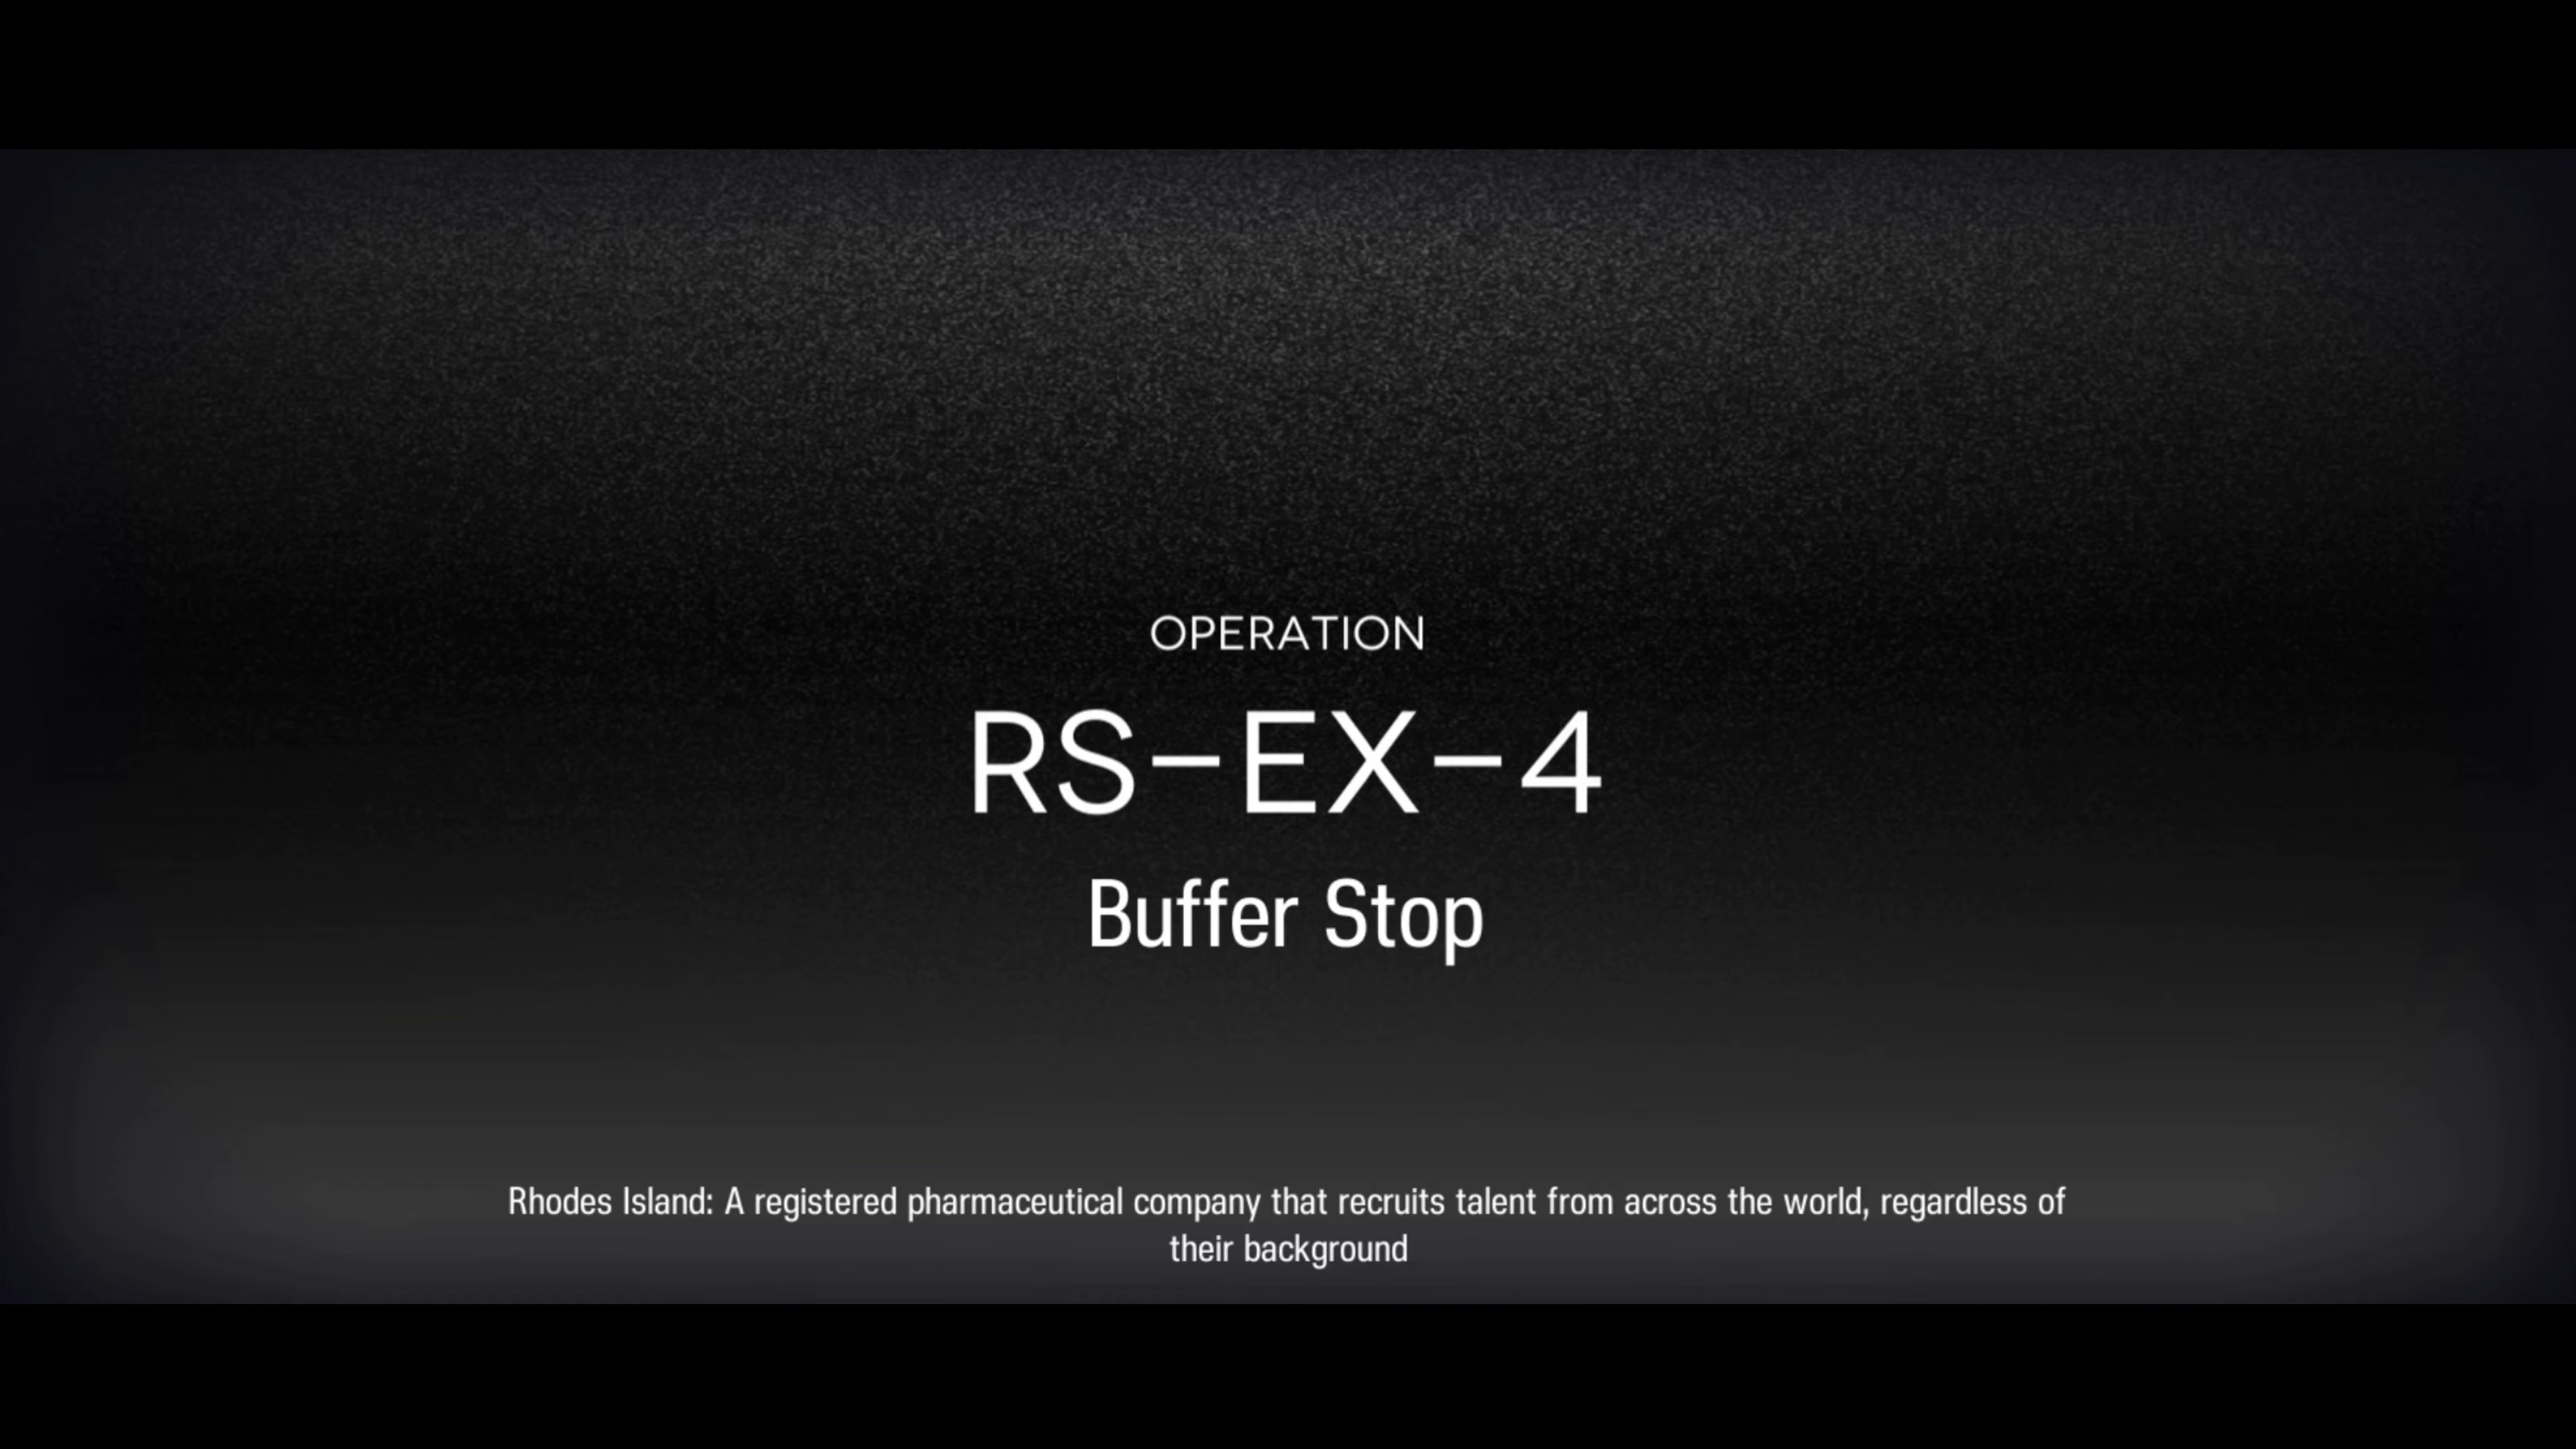 OPERATION
RS-EX-4
Buffer Stop
Rhodes Island: A registered pharmaceutical company that recruits talent from across the world, regardless of
their background